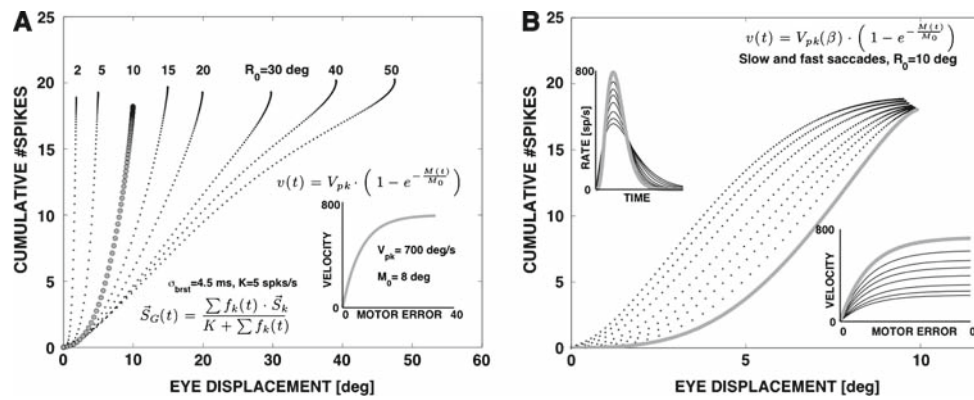 A
25
20
15
10
5
0
CUMULATIVE #SPIKES
2 5 10 15 20 R0=30 deg 40 50
v(t) = Vpk · ( 1 − e^−M(t)/M0 )
800
VELOCITY
Vpk= 700 deg/s
M0= 8 deg
0
0 MOTOR ERROR 40
σbrst=4.5 ms, K=5 spks/s
S⃗G(t) = ∑ fk(t) · S⃗k / K + ∑ fk(t)
0 10 20 30 40 50 60
EYE DISPLACEMENT [deg]
B
25
20
15
10
5
0
CUMULATIVE #SPIKES
v(t) = Vpk(β) · ( 1 − e^−M(t)/M0 )
Slow and fast saccades, R0=10 deg
800
RATE [sp/s]
0
TIME
800
VELOCITY
0
0 MOTOR ERROR
0 5 10
EYE DISPLACEMENT [deg]